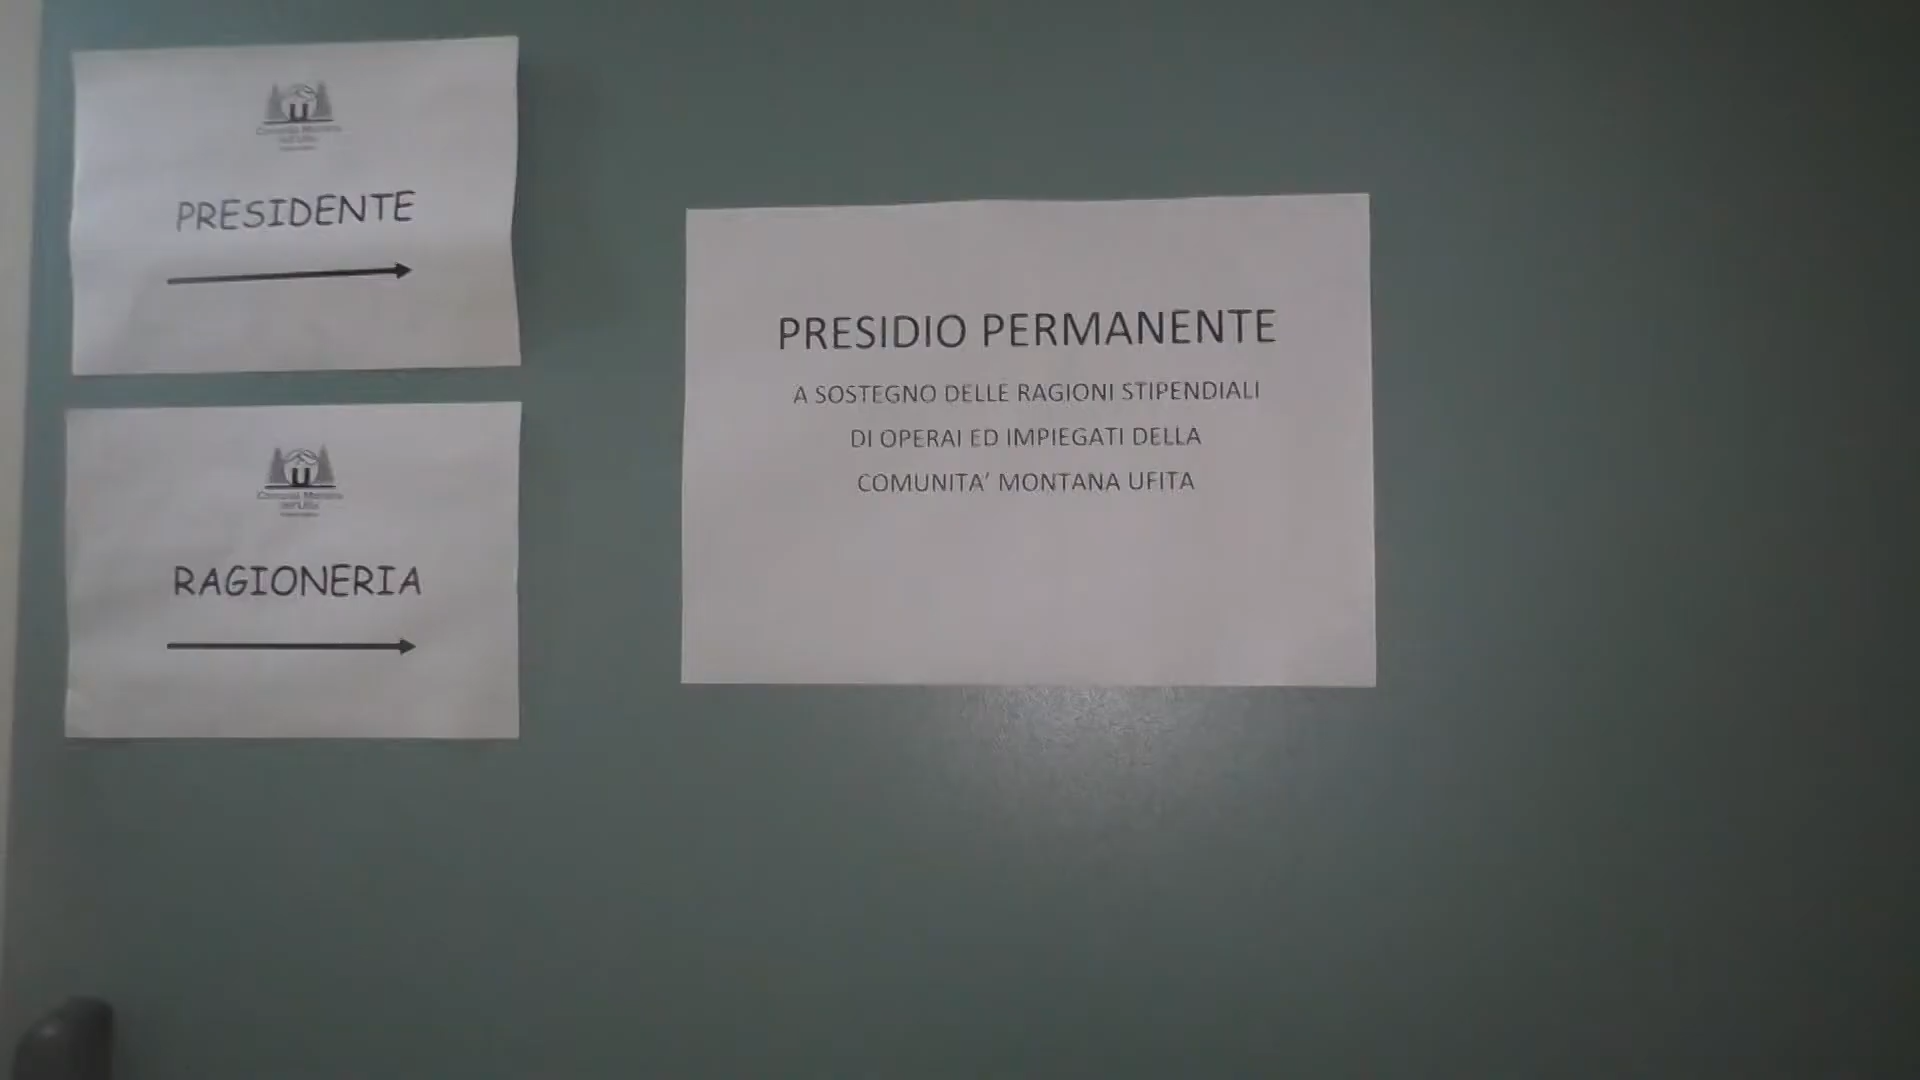 PRESIDENTE
RAGIONERIA
PRESIDIO PERMANENTE
A SOSTEGNO DELLE RAGIONI STIPENDIALI
DI OPERAI ED IMPIEGATI DELLA
COMUNITA' MONTANA UFITA